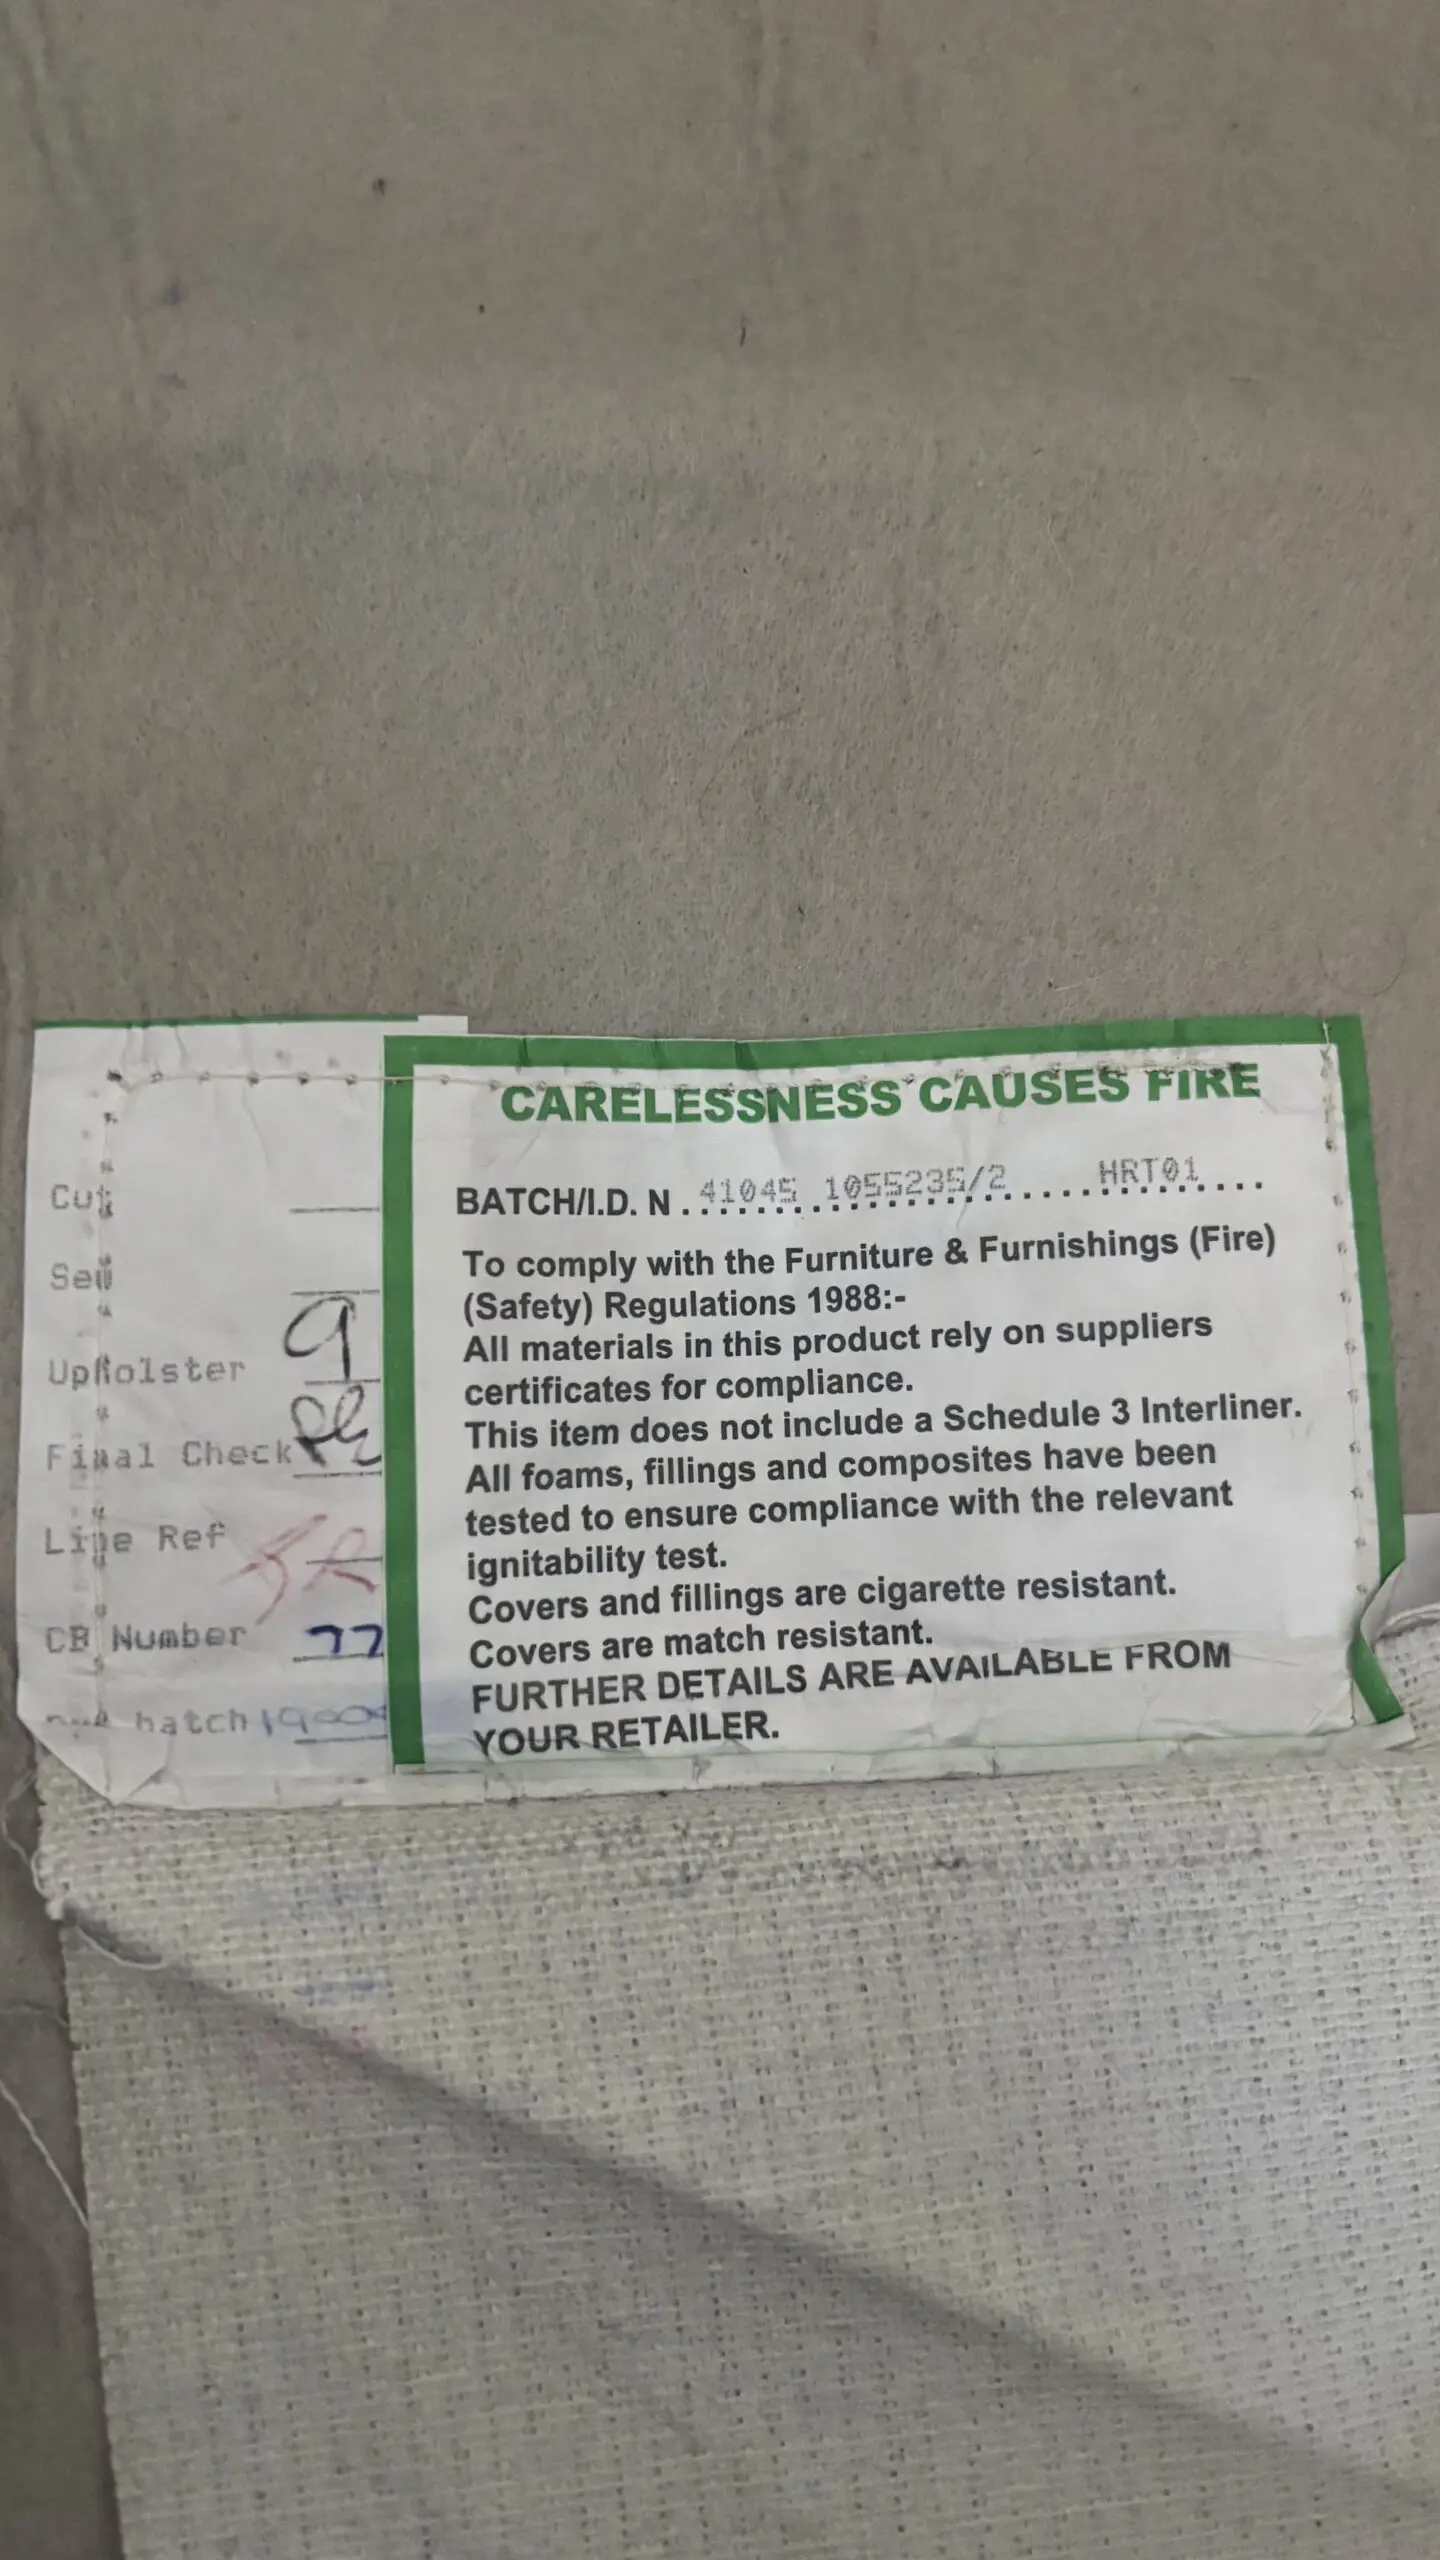 CARELESSNESS CAUSES FIRE
BATCH/I.D. N 41045 1055235/2 HRT01
To comply with the Furniture & Furnishings (Fire)
(Safety) Regulations 1988:-
All materials in this product rely on suppliers
certificates for compliance.
This item does not include a Schedule 3 Interliner.
All foams, fillings and composites have been
tested to ensure compliance with the relevant
ignitability test.
Covers and fillings are cigarette resistant.
Covers are match resistant.
FURTHER DETAILS ARE AVAILABLE FROM
YOUR RETAILER.
Cut
Sew
Upholster 9
Final Check
Line Ref
CB Number 77
batch